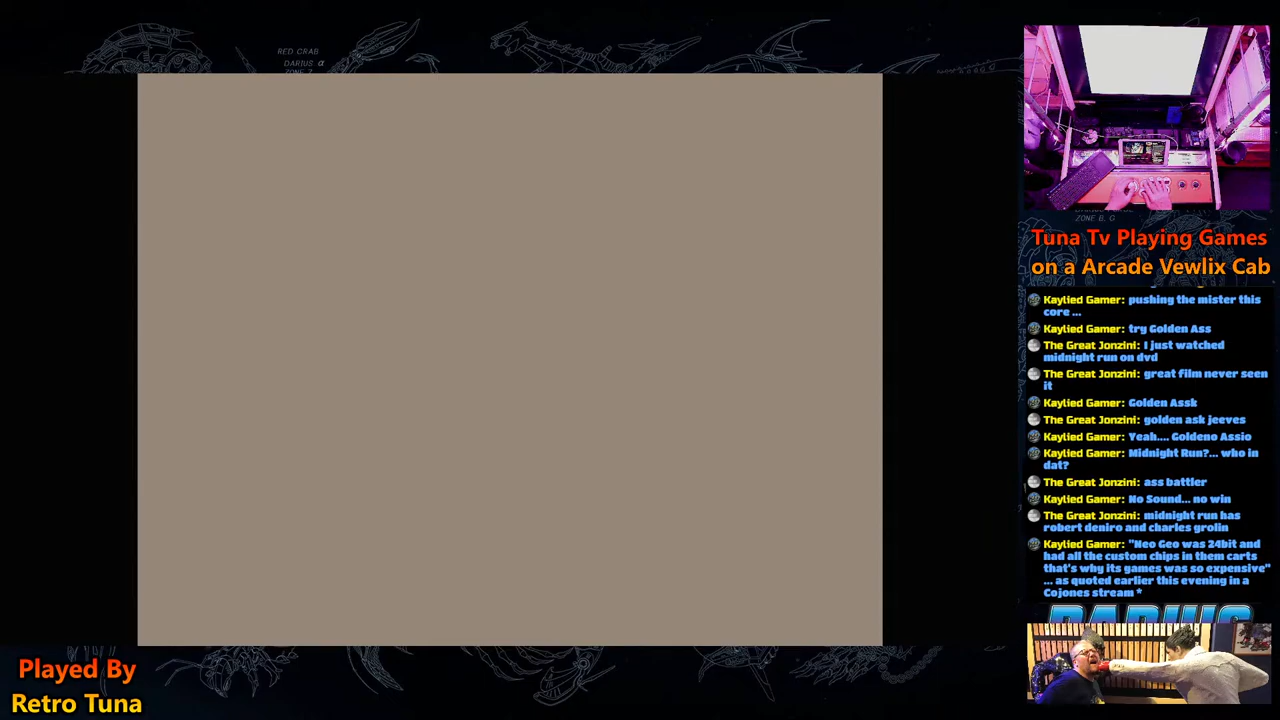 RED CRAB
DARIUS α
ZONE Z
ZONE B, G
Tuna Tv Playing Games
on a Arcade Vewlix Cab
Kaylied Gamer: pushing the mister this
core ...
Kaylied Gamer: try Golden Ass
The Great Jonzini: I just watched
midnight run on dvd
The Great Jonzini: great film never seen
it
Kaylied Gamer: Golden Assk
The Great Jonzini: golden ask jeeves
Kaylied Gamer: Yeah.... Goldeno Assio
Kaylied Gamer: Midnight Run?... who in
dat?
The Great Jonzini: ass battler
Kaylied Gamer: No Sound... no win
The Great Jonzini: midnight run has
robert deniro and charles grolin
Kaylied Gamer: "Neo Geo was 24bit and
had all the custom chips in them carts
that's why its games was so expensive"
... as quoted earlier this evening in a
Cojones stream *
DARIUS
Played By
Retro Tuna